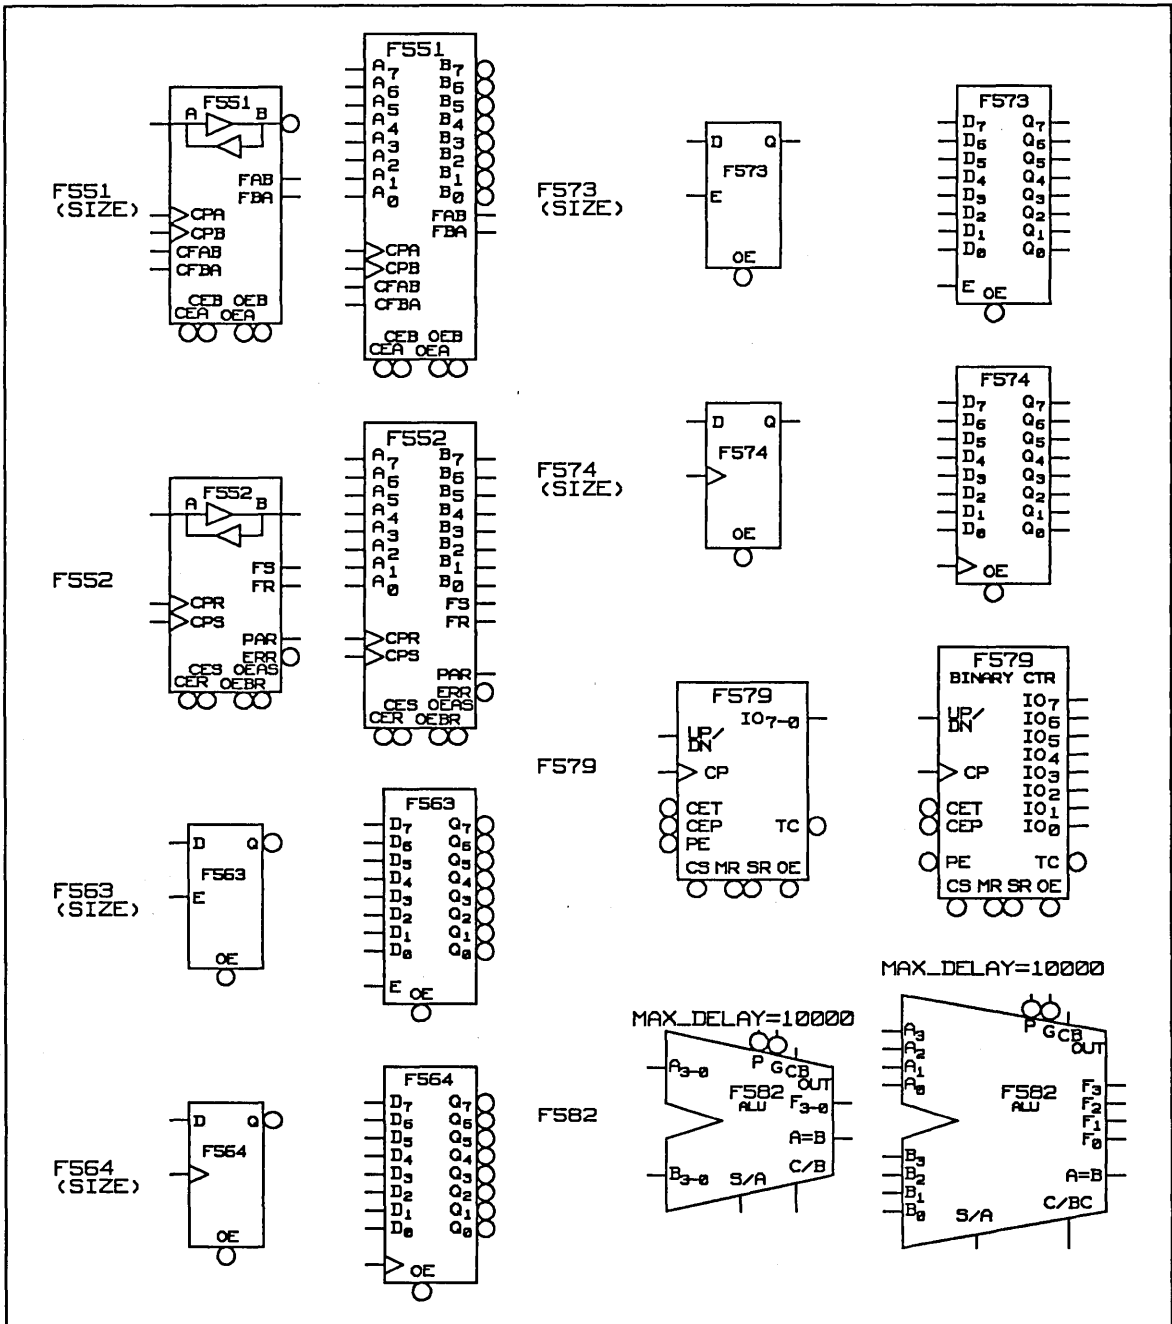 F551
(SIZE)
F551
A B
FAB
FBA
CPA
CPB
CFAB
CFBA
CEB OEB
CEA OEA
F551
A7 B7
A6 B6
A5 B5
A4 B4
A3 B3
A2 B2
A1 B1
A0 B0
FAB
FBA
CPA
CPB
CFAB
CFBA
CEB OEB
CEA OEA
F552
F552
A B
FS
FR
CPR
CPS
PAR
ERR
CES OEAS
CER OEBR
F552
A7 B7
A6 B6
A5 B5
A4 B4
A3 B3
A2 B2
A1 B1
A0 B0
FS
FR
CPR
CPS
PAR
ERR
CES OEAS
CER OEBR
F563
(SIZE)
D Q
F563
E
OE
F563
D7 Q7
D6 Q6
D5 Q5
D4 Q4
D3 Q3
D2 Q2
D1 Q1
D0 Q0
E OE
F564
(SIZE)
D Q
F564
OE
F564
D7 Q7
D6 Q6
D5 Q5
D4 Q4
D3 Q3
D2 Q2
D1 Q1
D0 Q0
OE
F573
(SIZE)
D Q
F573
E
OE
F573
D7 Q7
D6 Q6
D5 Q5
D4 Q4
D3 Q3
D2 Q2
D1 Q1
D0 Q0
E OE
F574
(SIZE)
D Q
F574
OE
F574
D7 Q7
D6 Q6
D5 Q5
D4 Q4
D3 Q3
D2 Q2
D1 Q1
D0 Q0
OE
F579
F579
IO7-0
UP/
DN
CP
CET
CEP TC
PE
CS MR SR OE
F579
BINARY CTR
IO7
UP/ IO6
DN IO5
IO4
CP IO3
IO2
CET IO1
CEP IO0
PE TC
CS MR SR OE
F582
MAX_DELAY=10000
P G CB
A3-0 OUT
F582
ALU
F3-0
A=B
B3-0 S/A C/B
MAX_DELAY=10000
P G CB
OUT
A3
A2
A1
A0
F582
ALU
F3
F2
F1
F0
B3
B2 A=B
B1
B0 S/A C/BC